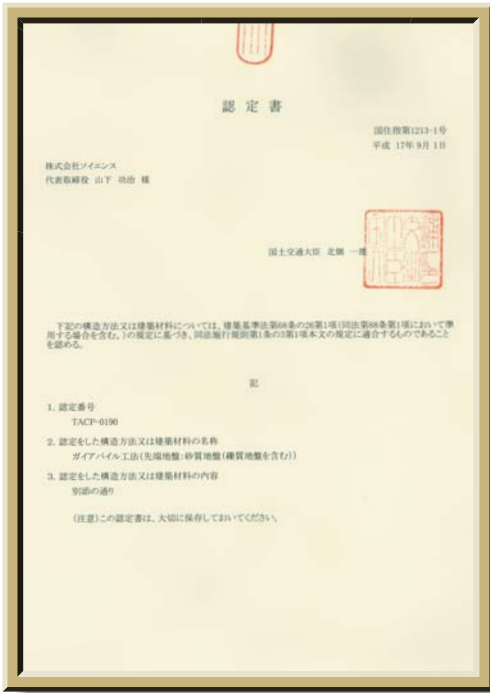 認定書
国住指第1213-1号
平成 17年 9月 1日
株式会社ソイエンス
代表取締役 山下 功治 様
国土交通大臣 北側 一雄
下記の構造方法又は建築材料については、建築基準法第68条の26第1項(同法第88条第1項において準
用する場合を含む。)の規定に基づき、同法施行規則第1条の3第1項本文の規定に適合するものであること
を認める。
記
1. 認定番号
TACP-0190
2. 認定をした構造方法又は建築材料の名称
ガイアパイル工法(先端地盤:砂質地盤(礫質地盤を含む))
3. 認定をした構造方法又は建築材料の内容
別添の通り
(注意)この認定書は、大切に保存しておいてください。